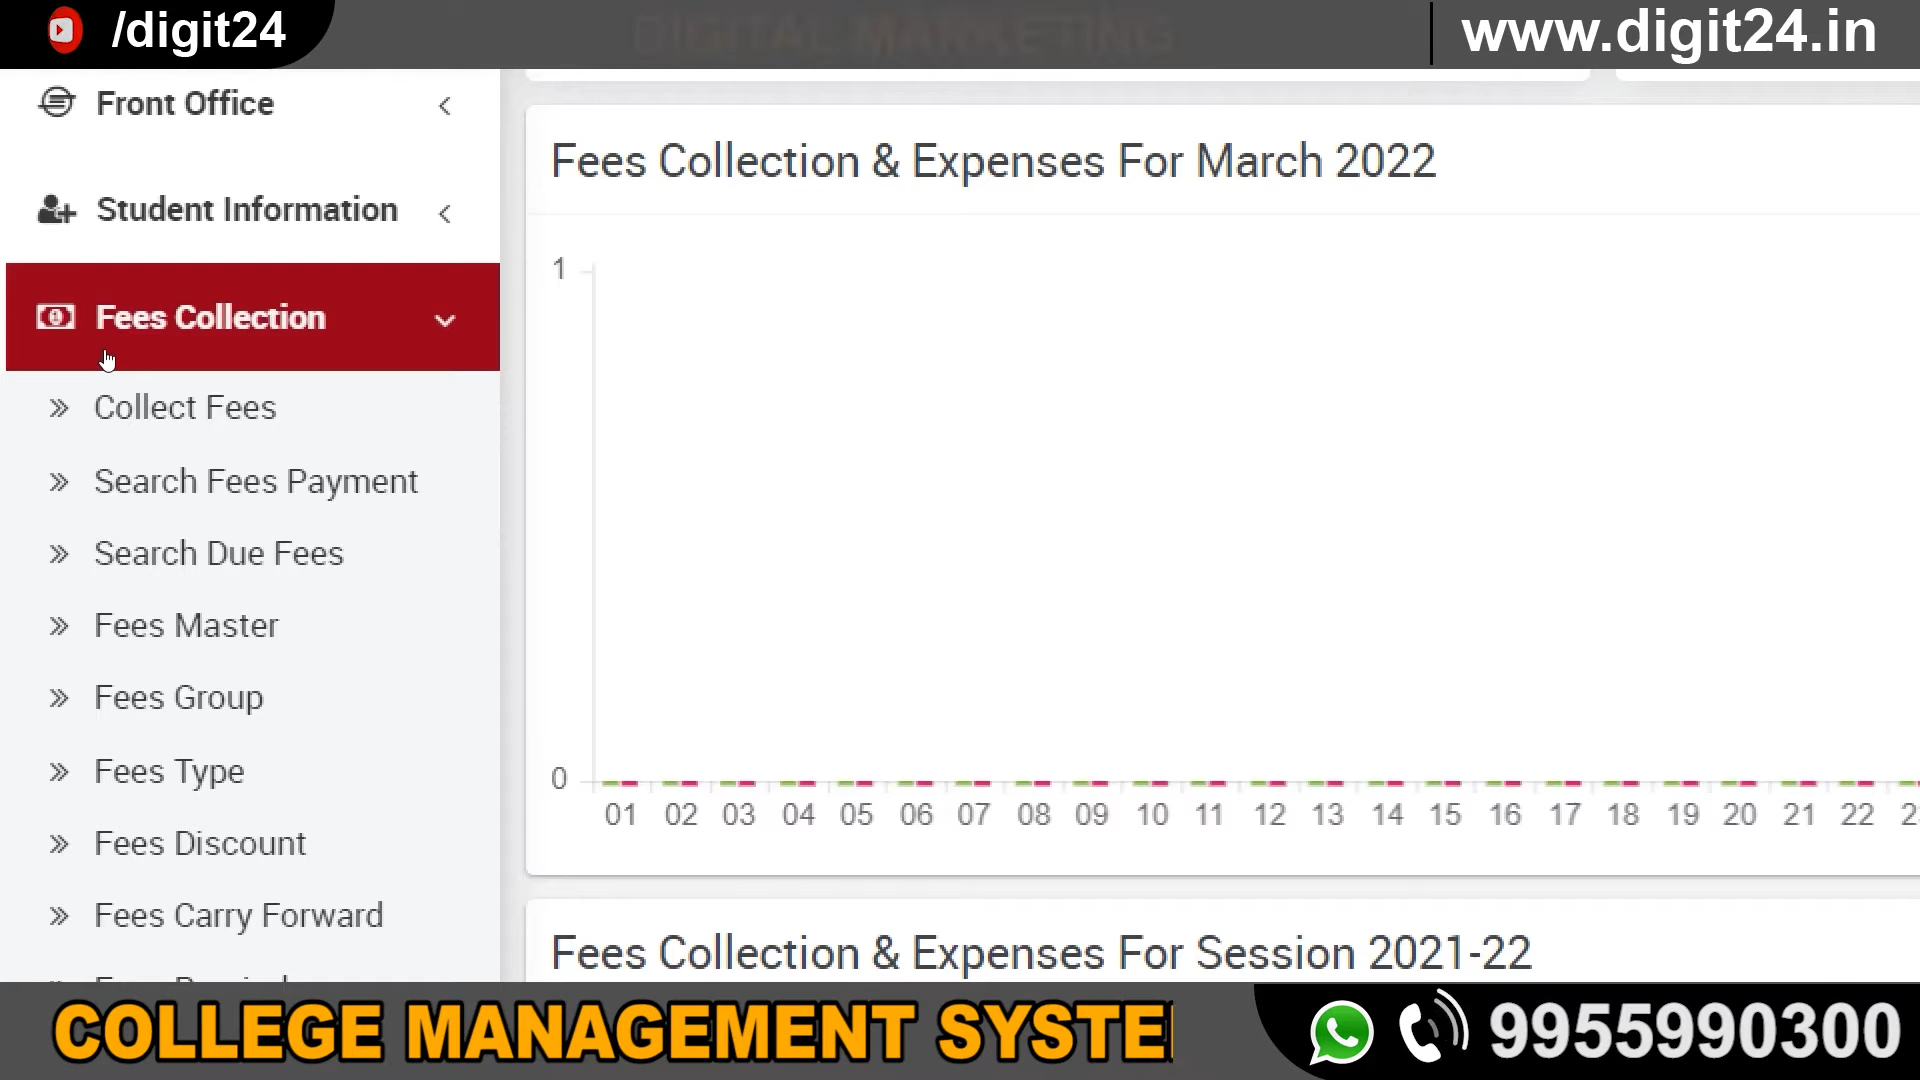 /digit24
DIGITAL MARKETING
www.digit24.in
Front Office
Student Information
Fees Collection
Collect Fees
Search Fees Payment
Search Due Fees
Fees Master
Fees Group
Fees Type
Fees Discount
Fees Carry Forward
Fees Collection & Expenses For March 2022
1
0
01 02 03 04 05 06 07 08 09 10 11 12 13 14 15 16 17 18 19 20 21 22
Fees Collection & Expenses For Session 2021-22
COLLEGE MANAGEMENT SYSTE
9955990300